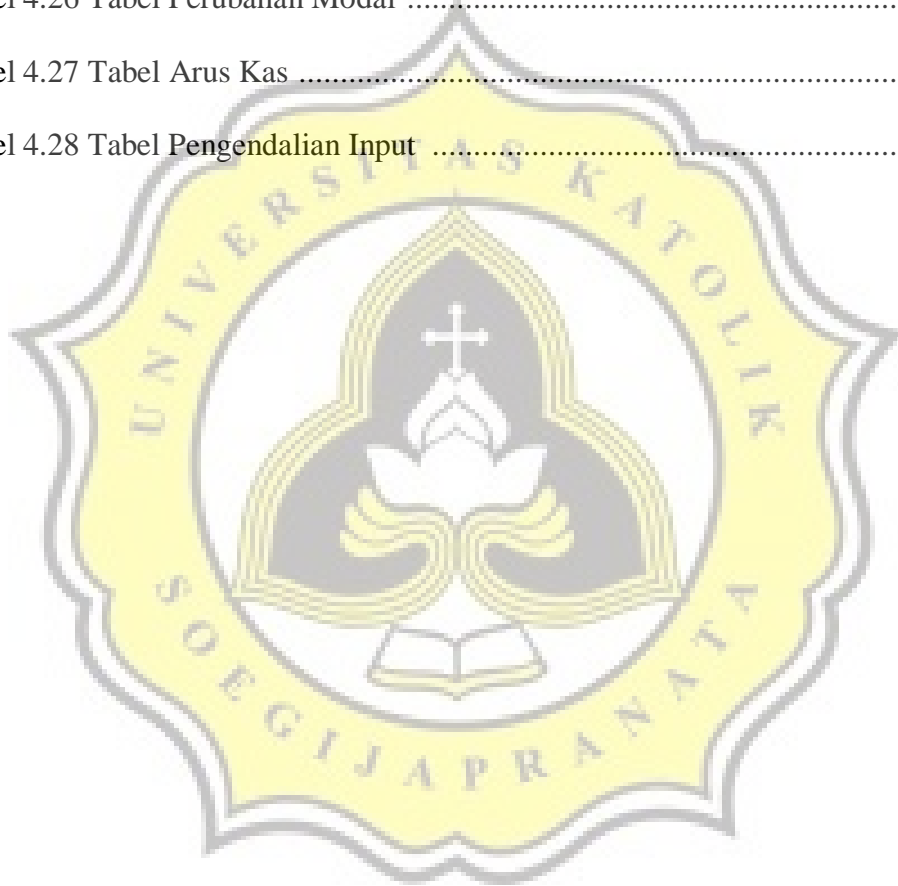 el 4.26 Tabel Perubahan Modal ............................................................
el 4.27 Tabel Arus Kas ..........................................................................
el 4.28 Tabel Pengendalian Input ..........................................................
UNIVERSITAS KATOLIK
SOEGIJAPRANATA